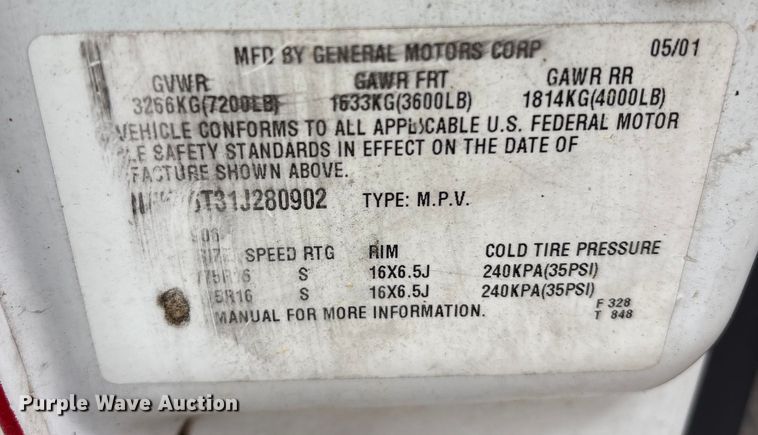 MFD BY GENERAL MOTORS CORP 05/01
GVWR GAWR FRT GAWR RR
3266KG(7200LB) 1633KG(3600LB) 1814KG(4000LB)
VEHICLE CONFORMS TO ALL APPLICABLE U.S. FEDERAL MOTOR
LE SAFETY STANDARDS IN EFFECT ON THE DATE OF
FACTURE SHOWN ABOVE.
6T31J280902 TYPE: M.P.V.
SPEED RTG RIM COLD TIRE PRESSURE
S 16X6.5J 240KPA(35PSI)
R16 S 16X6.5J 240KPA(35PSI)
MANUAL FOR MORE INFORMATION.
F 328
T 848
Purple Wave Auction